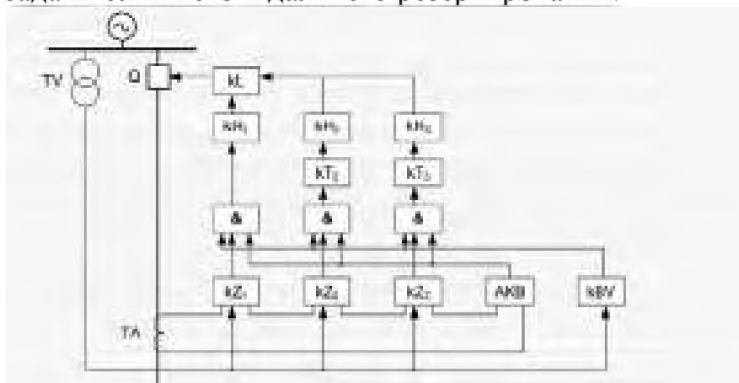 TV
Q
kL
kH₁
kH₂
kH₃
kT₂
kT₃
&
&
&
kZ₁
kZ₂
kZ₃
AKB
kBV
TA